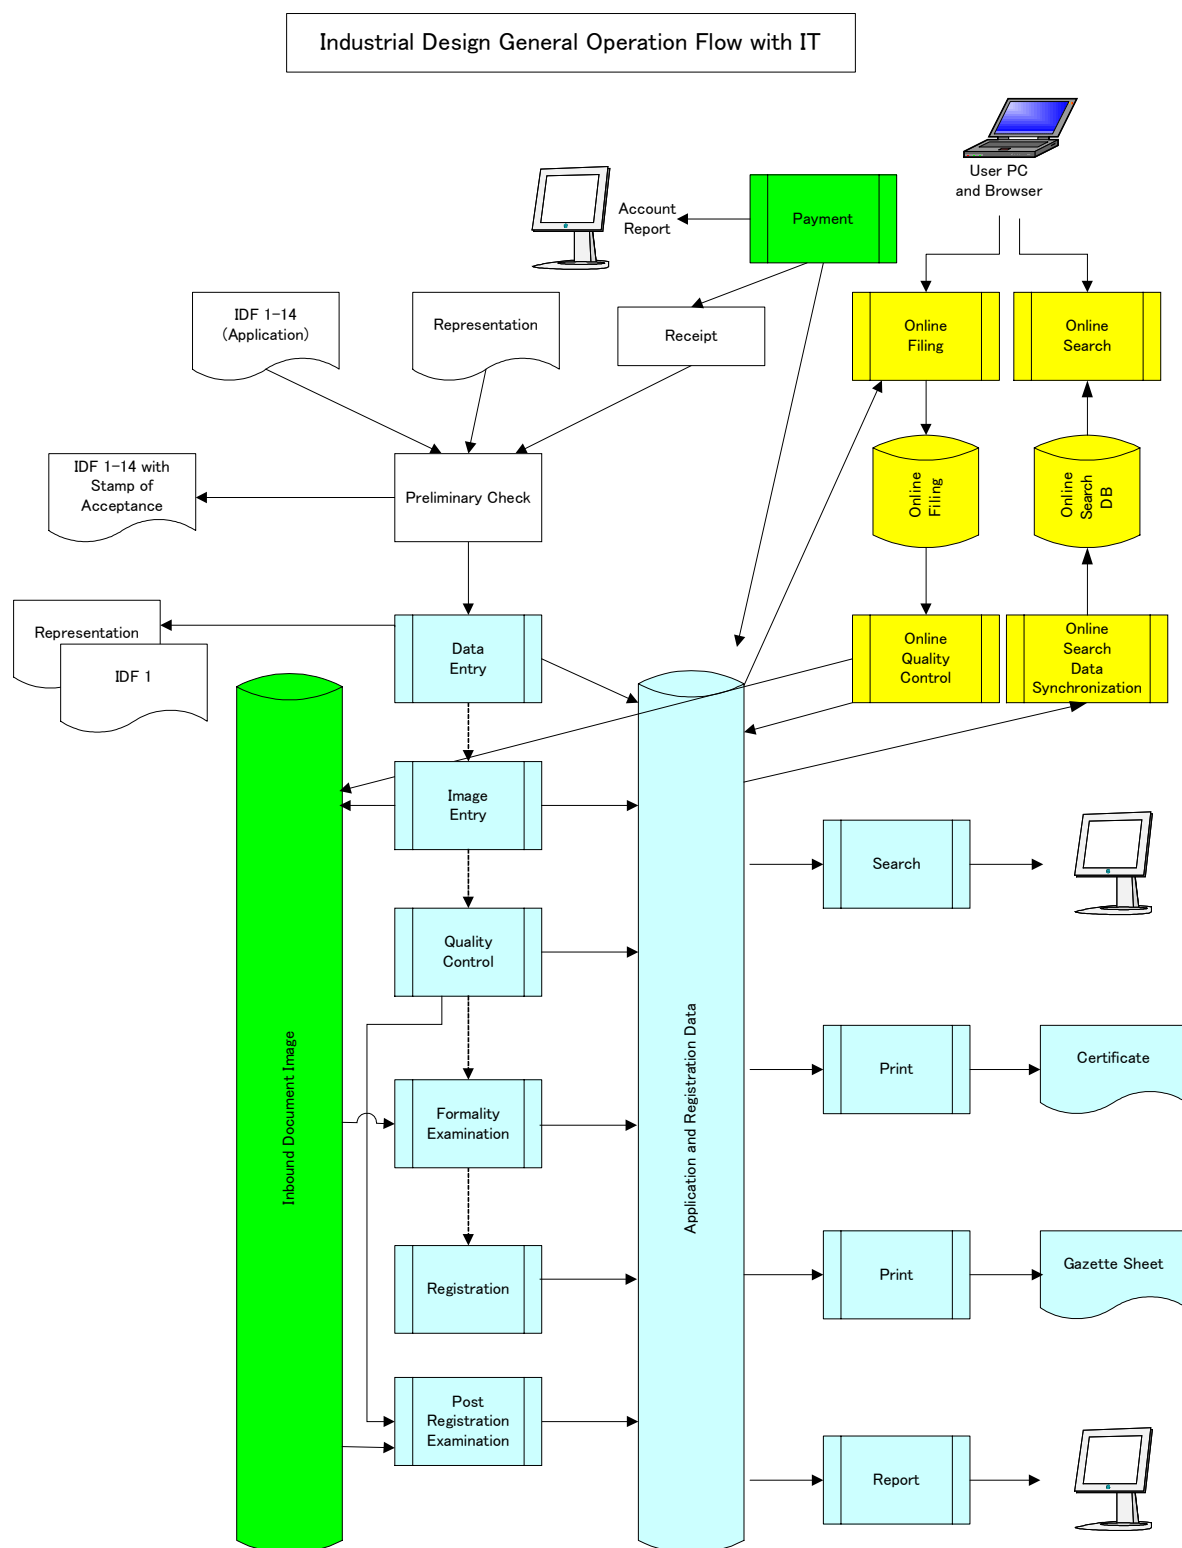 Industrial Design General Operation Flow with IT
User PC
and Browser
Account
Report
Payment
IDF 1-14
(Application)
Representation
Receipt
Online
Filing
Online
Search
IDF 1-14 with
Stamp of
Acceptance
Preliminary Check
Online
Filing
Online
Search
DB
Representation
IDF 1
Data
Entry
Online
Quality
Control
Online
Search
Data
Synchronization
Image
Entry
Search
Quality
Control
Inbound Document Image
Application and Registration Data
Print
Certificate
Formality
Examination
Registration
Print
Gazette Sheet
Post
Registration
Examination
Report